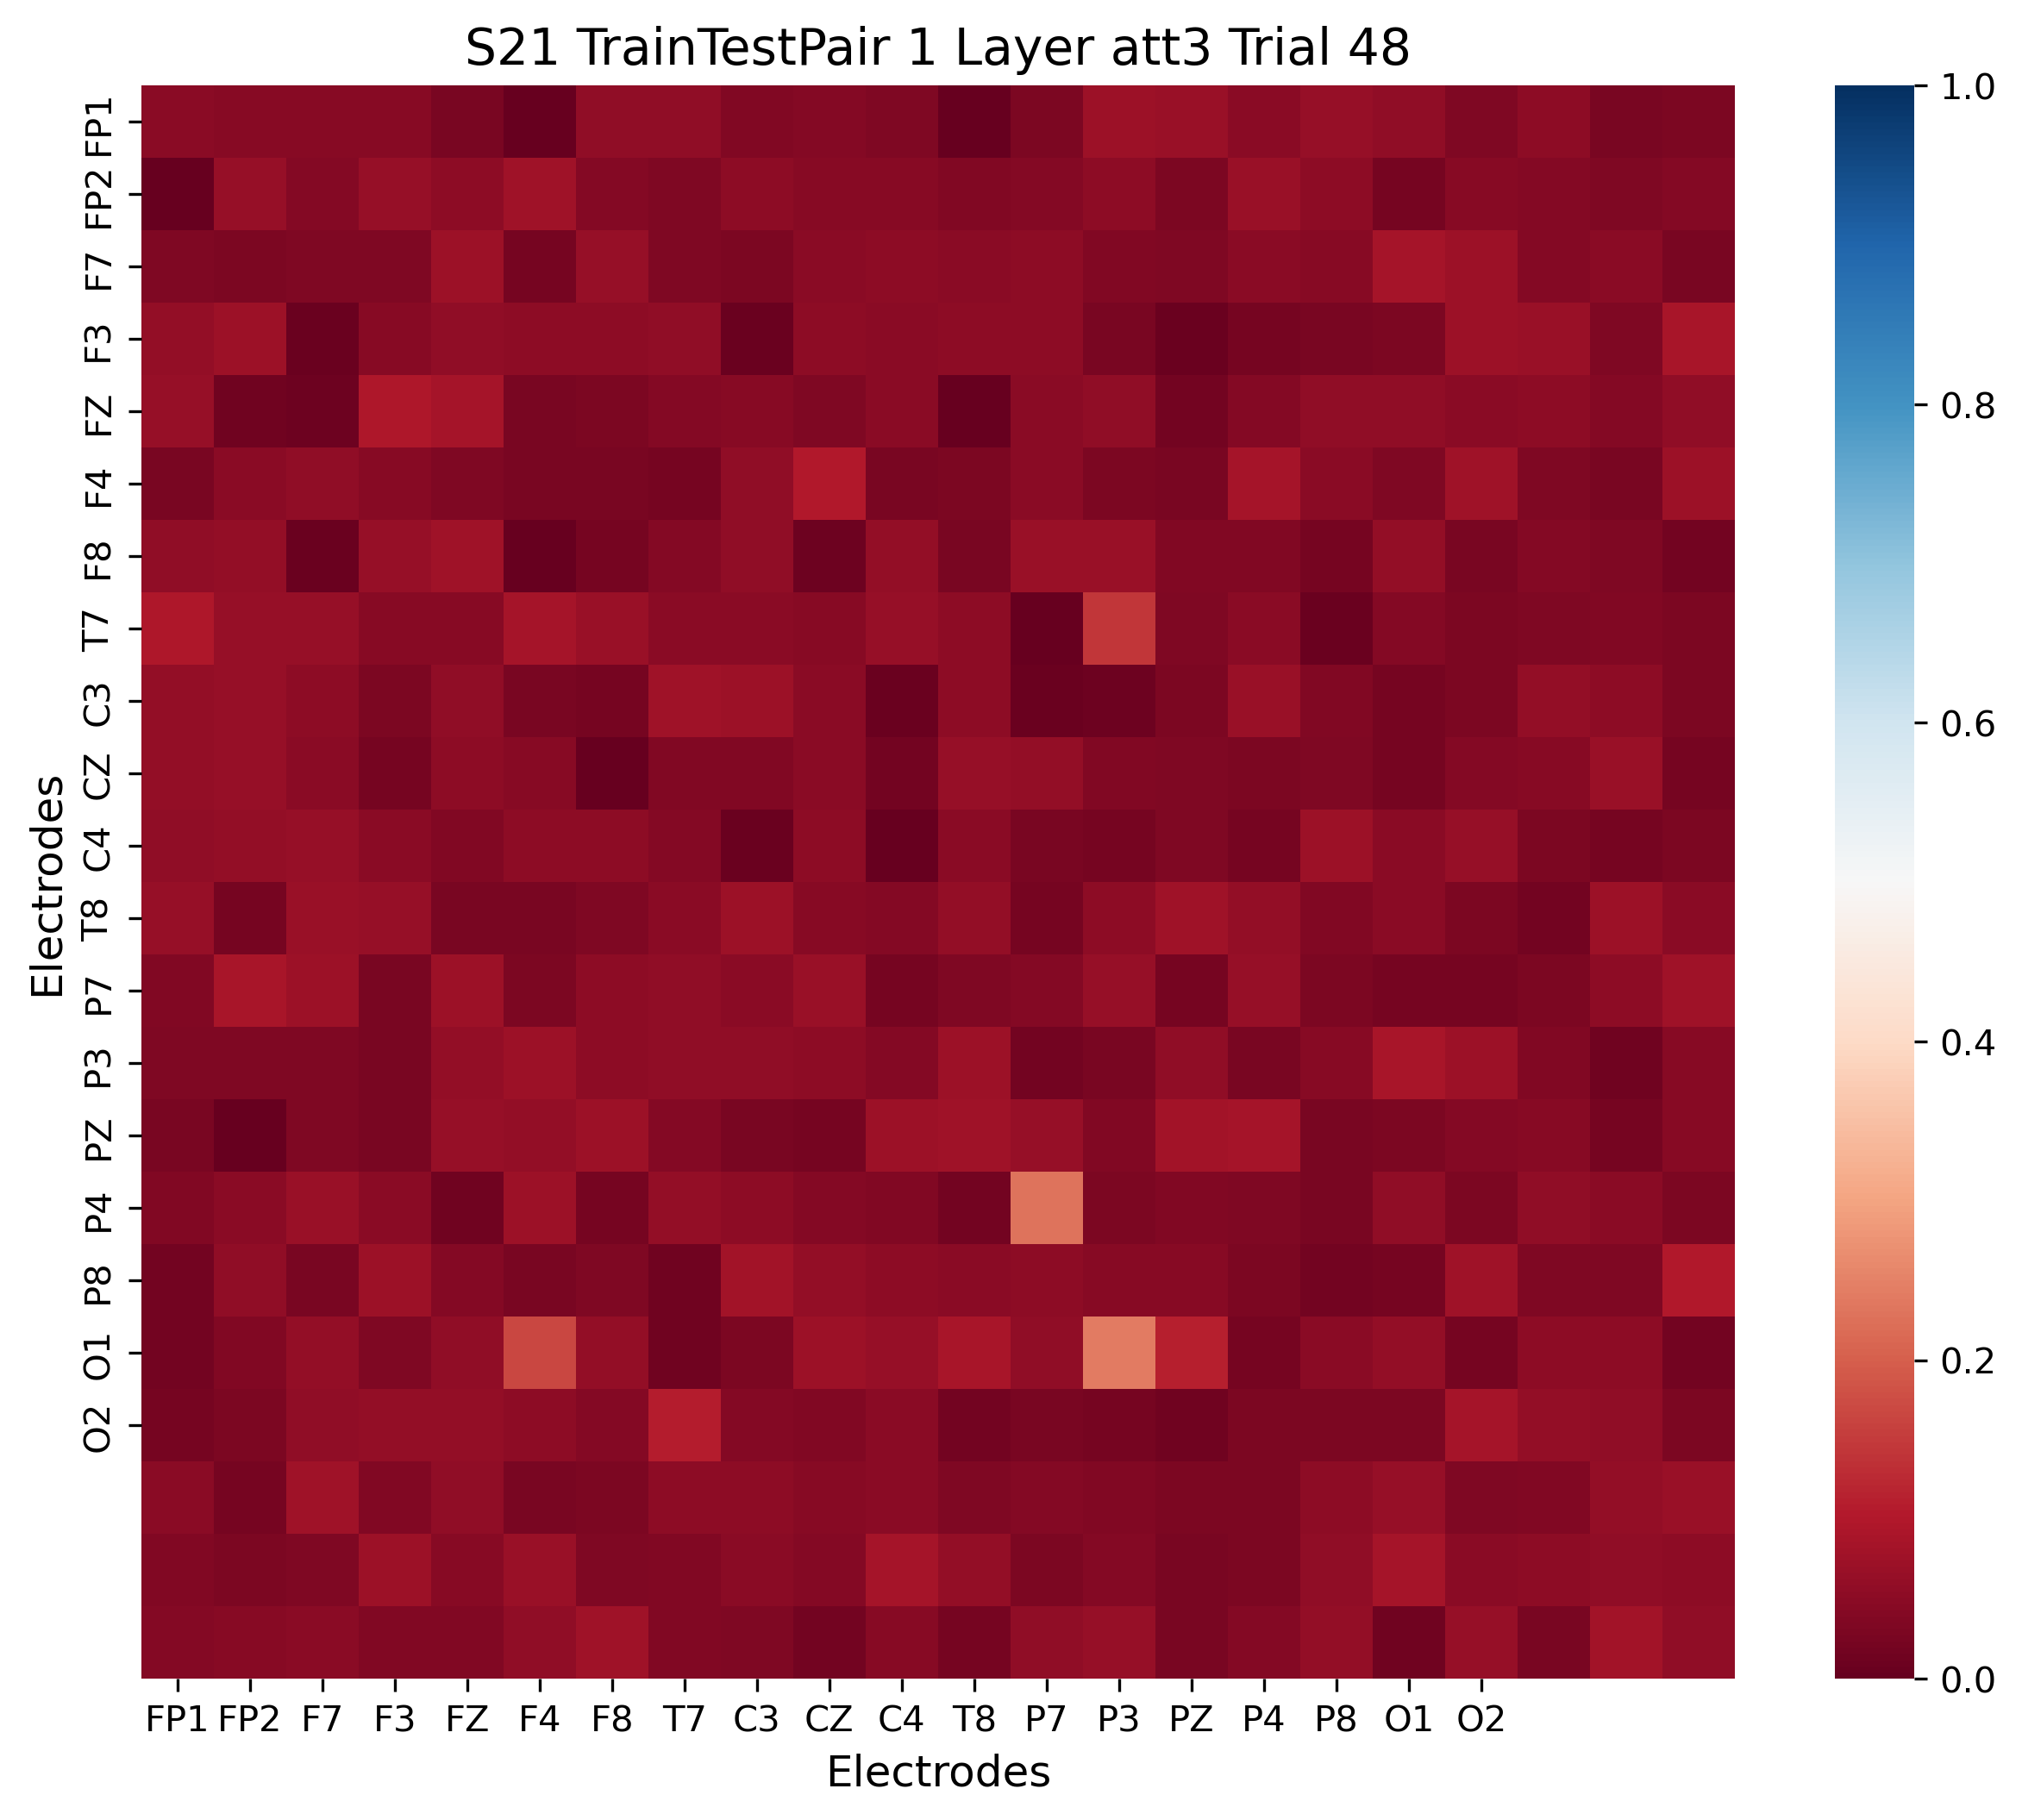 S21 TrainTestPair 1 Layer att3 Trial 48
Electrodes
FP1
FP2
F7
F3
FZ
F4
F8
T7
C3
CZ
C4
T8
P7
P3
PZ
P4
P8
O1
O2
FP1 FP2 F7 F3 FZ F4 F8 T7 C3 CZ C4 T8 P7 P3 PZ P4 P8 O1 O2
Electrodes
1.0
0.8
0.6
0.4
0.2
0.0